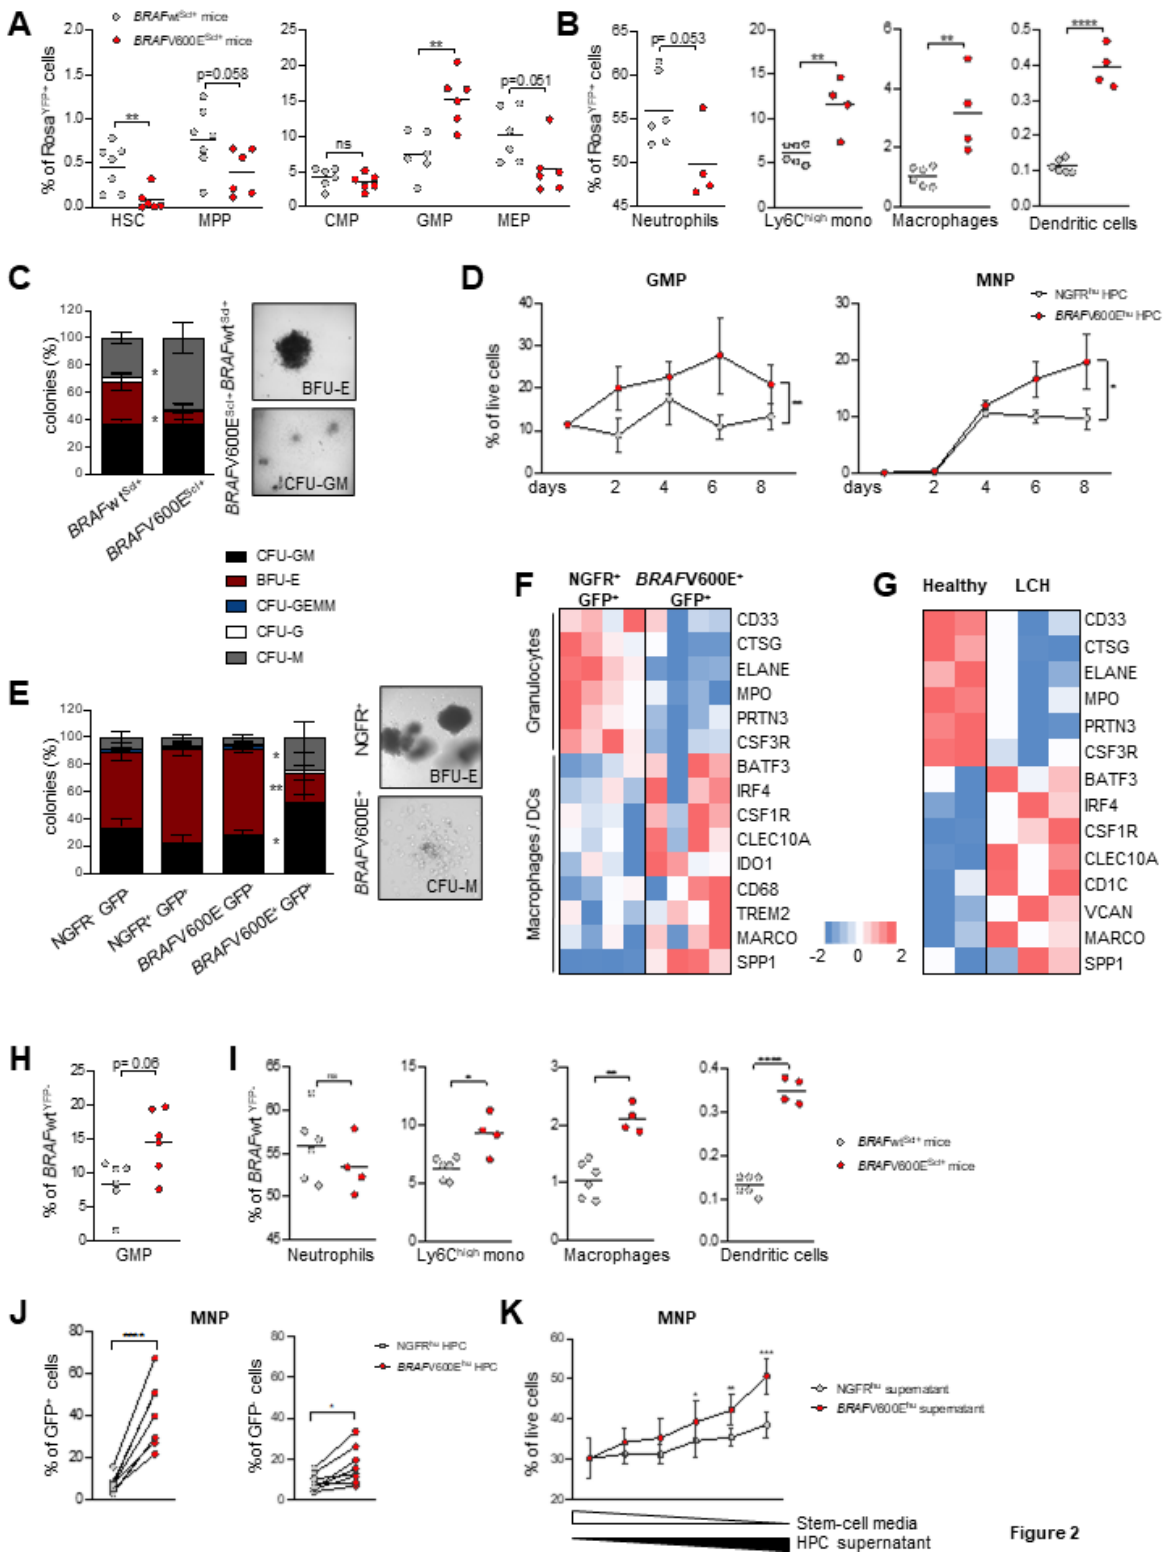 A
BRAFwtScl+ mice
BRAFV600EScl+ mice
% of RosaYFP+ cells
2.0
1.5
1.0
0.5
0.0
**
p=0.058
HSC
MPP
25
20
15
10
5
0
ns
**
p=0.051
CMP
GMP
MEP
B
% of RosaYFP+ cells
65
60
55
50
45
p= 0.053
Neutrophils
20
15
10
5
0
**
Ly6Chigh mono
6
4
2
0
**
Macrophages
0.5
0.4
0.3
0.2
0.1
0.0
****
Dendritic cells
C
colonies (%)
120
100
80
60
40
20
0
*
*
BRAFwtScl+
BRAFV600EScl+
BRAFV600EScl+ BRAFwtScl+
BFU-E
CFU-GM
CFU-GM
BFU-E
CFU-GEMM
CFU-G
CFU-M
D
GMP
% of live cells
40
30
20
10
0
days
2
4
6
8
MNP
NGFRhu HPC
BRAFV600Ehu HPC
30
20
10
0
*
days
2
4
6
8
E
colonies (%)
120
100
80
60
40
20
0
*
**
*
NGFR- GFP-
NGFR+ GFP+
BRAFV600E- GFP-
BRAFV600E+ GFP+
NGFR+
BRAFV600E+
BFU-E
CFU-M
F
NGFR+ GFP+
BRAFV600E+ GFP+
Granulocytes
Macrophages / DCs
CD33
CTSG
ELANE
MPO
PRTN3
CSF3R
BATF3
IRF4
CSF1R
CLEC10A
IDO1
CD68
TREM2
MARCO
SPP1
-2 0 2
G
Healthy
LCH
CD33
CTSG
ELANE
MPO
PRTN3
CSF3R
BATF3
IRF4
CSF1R
CLEC10A
CD1C
VCAN
MARCO
SPP1
H
% of BRAFwtYFP-
25
20
15
10
5
0
p= 0.06
GMP
I
% of BRAFwtYFP-
65
60
55
50
45
ns
Neutrophils
15
10
5
0
*
Ly6Chigh mono
3
2
1
0
**
Macrophages
0.4
0.3
0.2
0.1
0.0
****
Dendritic cells
BRAFwtScl+ mice
BRAFV600EScl+ mice
J
MNP
% of GFP+ cells
80
60
40
20
0
****
%of GFP- cells
80
60
40
20
0
*
NGFRhu HPC
BRAFV600Ehu HPC
K
MNP
% of live cells
60
50
40
30
20
*
**
***
NGFRhu supernatant
BRAFV600Ehu supernatant
Stem-cell media
HPC supernatant
Figure 2